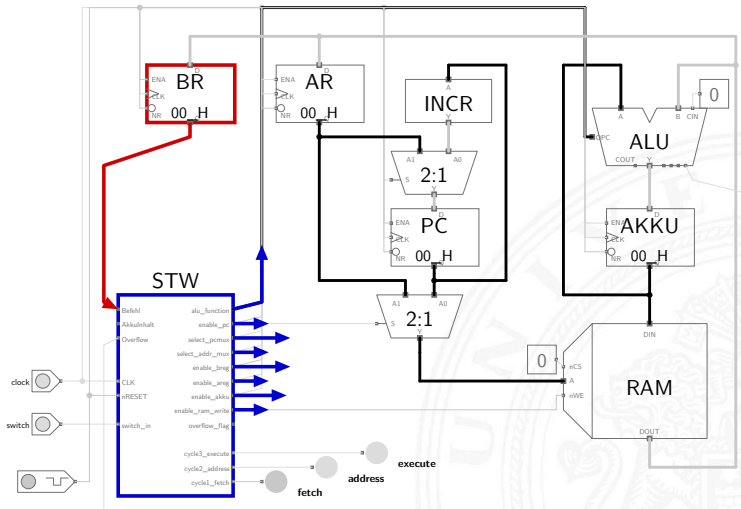 BR
D
ENA
CLK
NR
00_H
AR
D
ENA
CLK
NR
00_H
A
INCR
Y
A1
A0
S
2:1
Y
D
PC
ENA
CLK
NR
00_H
A1
A0
S
2:1
Y
0
A
B
CIN
OPC
ALU
COUT
Y
D
AKKU
ENA
CLK
NR
00_H
STW
Befehl
AkkuInhalt
Overflow
CLK
nRESET
switch_in
alu_function
enable_pc
select_pcmux
select_addr_mux
enable_breg
enable_areg
enable_akku
enable_ram_write
overflow_flag
cycle3_execute
cycle2_address
cycle1_fetch
clock
switch
execute
address
fetch
0
DIN
nCS
A
nWE
RAM
DOUT